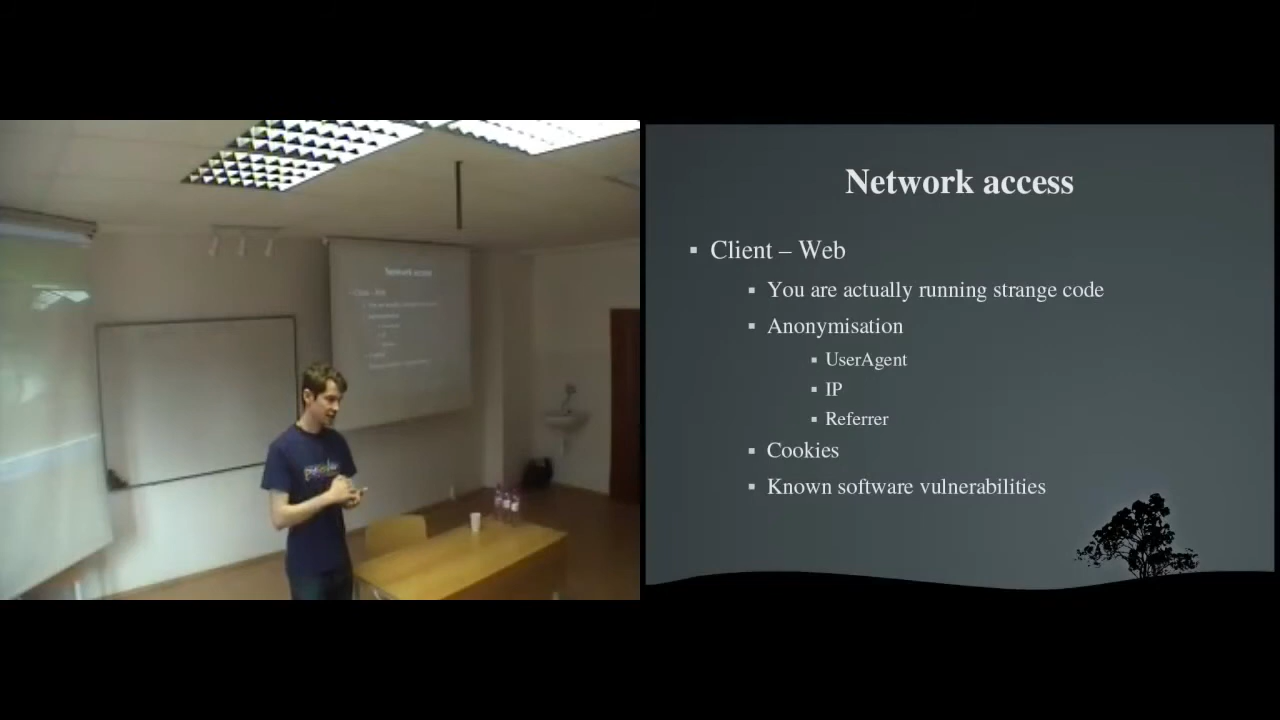 Network access
Client – Web
You are actually running strange code
Anonymisation
UserAgent
IP
Referrer
Cookies
Known software vulnerabilities